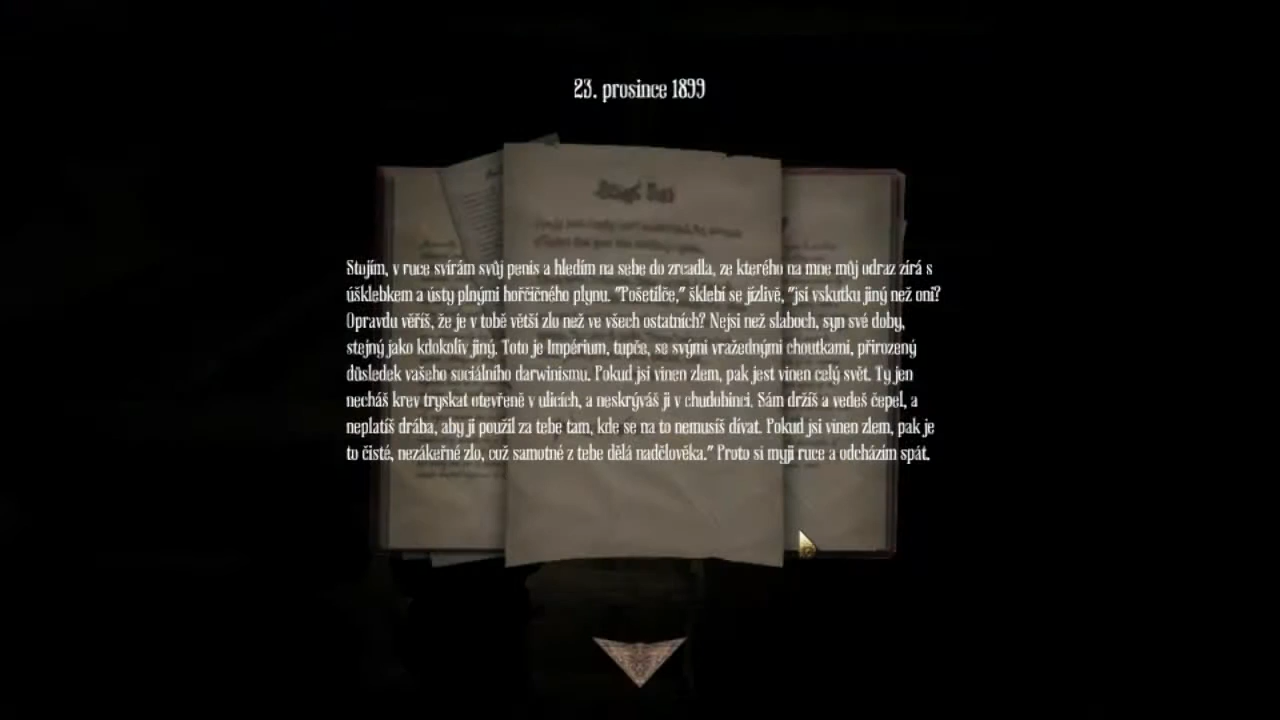 23. prosince 1899
Stojím, v ruce svírám svůj penis a hledím na sebe do zrcadla, ze kterého na mne můj odraz zírá s
úšklebkem a ústy plnými hořčičného plynu. "Pošetilče," šklebí se jízlivě, "jsi vskutku jiný než oni?
Opravdu věříš, že je v tobě větší zlo než ve všech ostatních? Nejsi než slaboch, syn své doby,
stejný jako kdokoliv jiný. Toto je Impérium, tupče, se svými vražednými choutkami, přirozený
důsledek vašeho sociálního darwinismu. Pokud jsi vinen zlem, pak jest vinen celý svět. Ty jen
necháš krev tryskat otevřeně v ulicích, a neskrýváš ji v chudobinci. Sám držíš a vedeš čepel, a
neplatíš drába, aby ji použil za tebe tam, kde se na to nemusíš dívat. Pokud jsi vinen zlem, pak je
to čisté, nezákeřné zlo, což samotné z tebe dělá nadčlověka." Proto si myji ruce a odcházím spát.